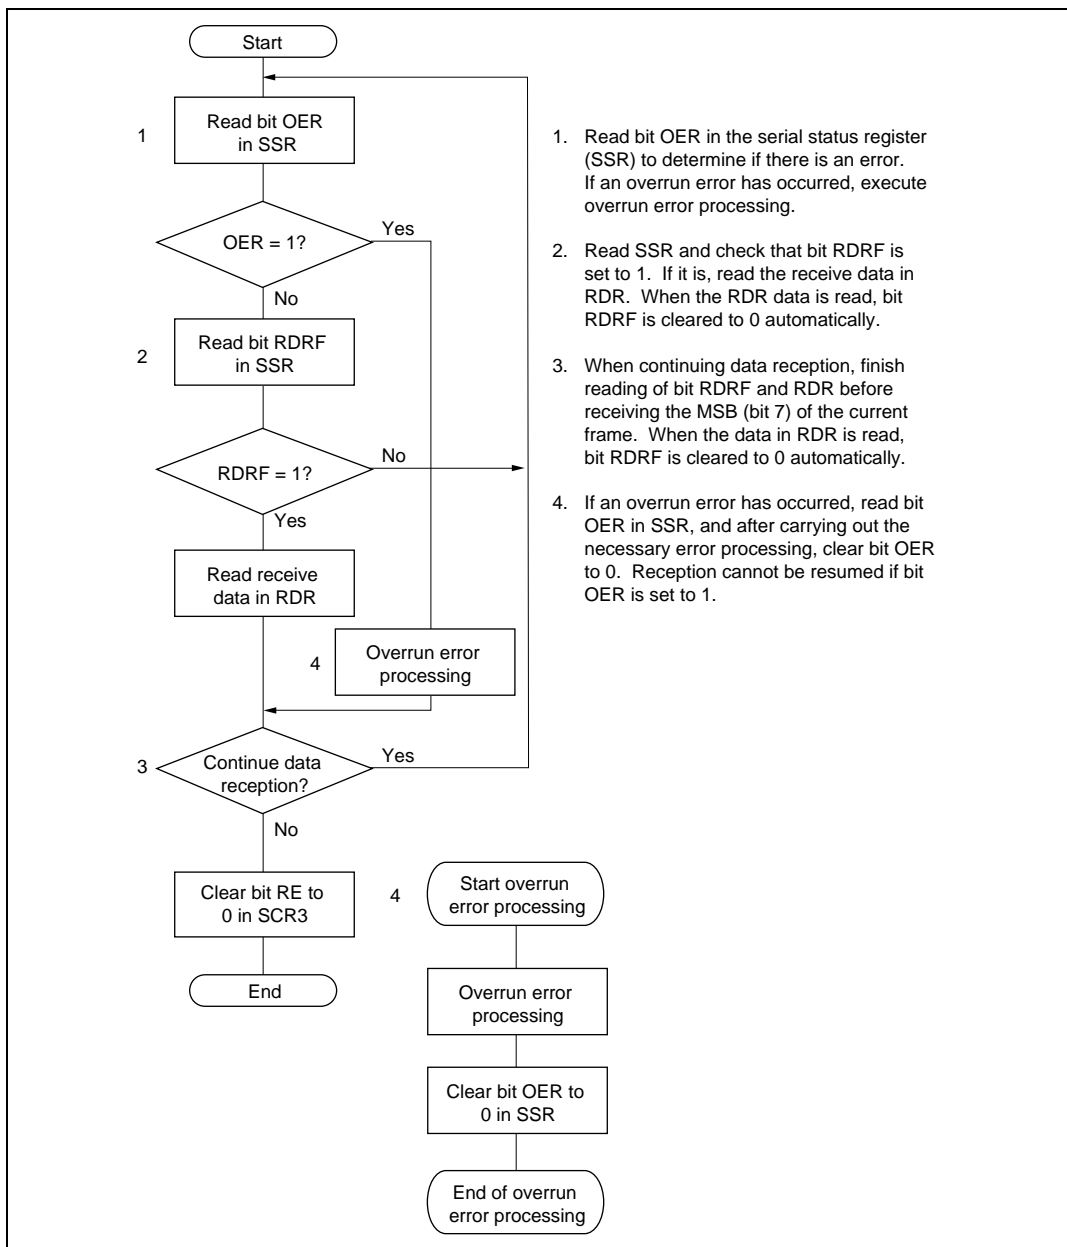 Start
1
Read bit OER
in SSR
OER = 1?
Yes
No
2
Read bit RDRF
in SSR
RDRF = 1?
No
Yes
Read receive
data in RDR
4
Overrun error
processing
3
Continue data
reception?
Yes
No
Clear bit RE to
0 in SCR3
End
4
Start overrun
error processing
Overrun error
processing
Clear bit OER to
0 in SSR
End of overrun
error processing
1. Read bit OER in the serial status register
(SSR) to determine if there is an error.
If an overrun error has occurred, execute
overrun error processing.
2. Read SSR and check that bit RDRF is
set to 1. If it is, read the receive data in
RDR. When the RDR data is read, bit
RDRF is cleared to 0 automatically.
3. When continuing data reception, finish
reading of bit RDRF and RDR before
receiving the MSB (bit 7) of the current
frame. When the data in RDR is read,
bit RDRF is cleared to 0 automatically.
4. If an overrun error has occurred, read bit
OER in SSR, and after carrying out the
necessary error processing, clear bit OER
to 0. Reception cannot be resumed if bit
OER is set to 1.